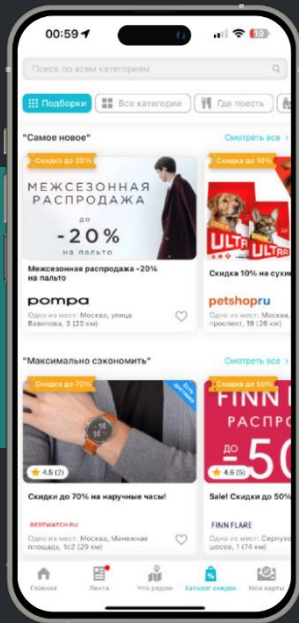 00:59
Поиск по всем категориям
Подборки
Все категории
Где поесть
"Самое новое"
Смотреть все
Скидка до 20%
Скидка до 10%
МЕЖСЕЗОННАЯ
РАСПРОДАЖА
до
-20%
на пальто
ULTR
ULTR
Межсезонная распродажа -20%
на пальто
Скидка 10% на сухи
pompa
petshopru
Одно из мест: Москва, улица
Вавилова, 3 (25 км)
Одно из мест: Москва,
проспект, 19 (26 км)
"Максимально сэкономить"
Смотреть все
Скидка до 70%
Есть
доставка
4.5 (2)
Скидка до 50%
FINN F
РАСПРО
ДО
50
4.6 (5)
Скидки до 70% на наручные часы!
Sale! Скидки до 50%
BESTWATCH.RU
FINN FLARE
Одно из мест: Москва, Манежная
площадь, 1с2 (29 км)
Одно из мест: Серпухо
шоссе, 1 (74 км)
Главная
Лента
Что рядом
Каталог скидок
Мои карты